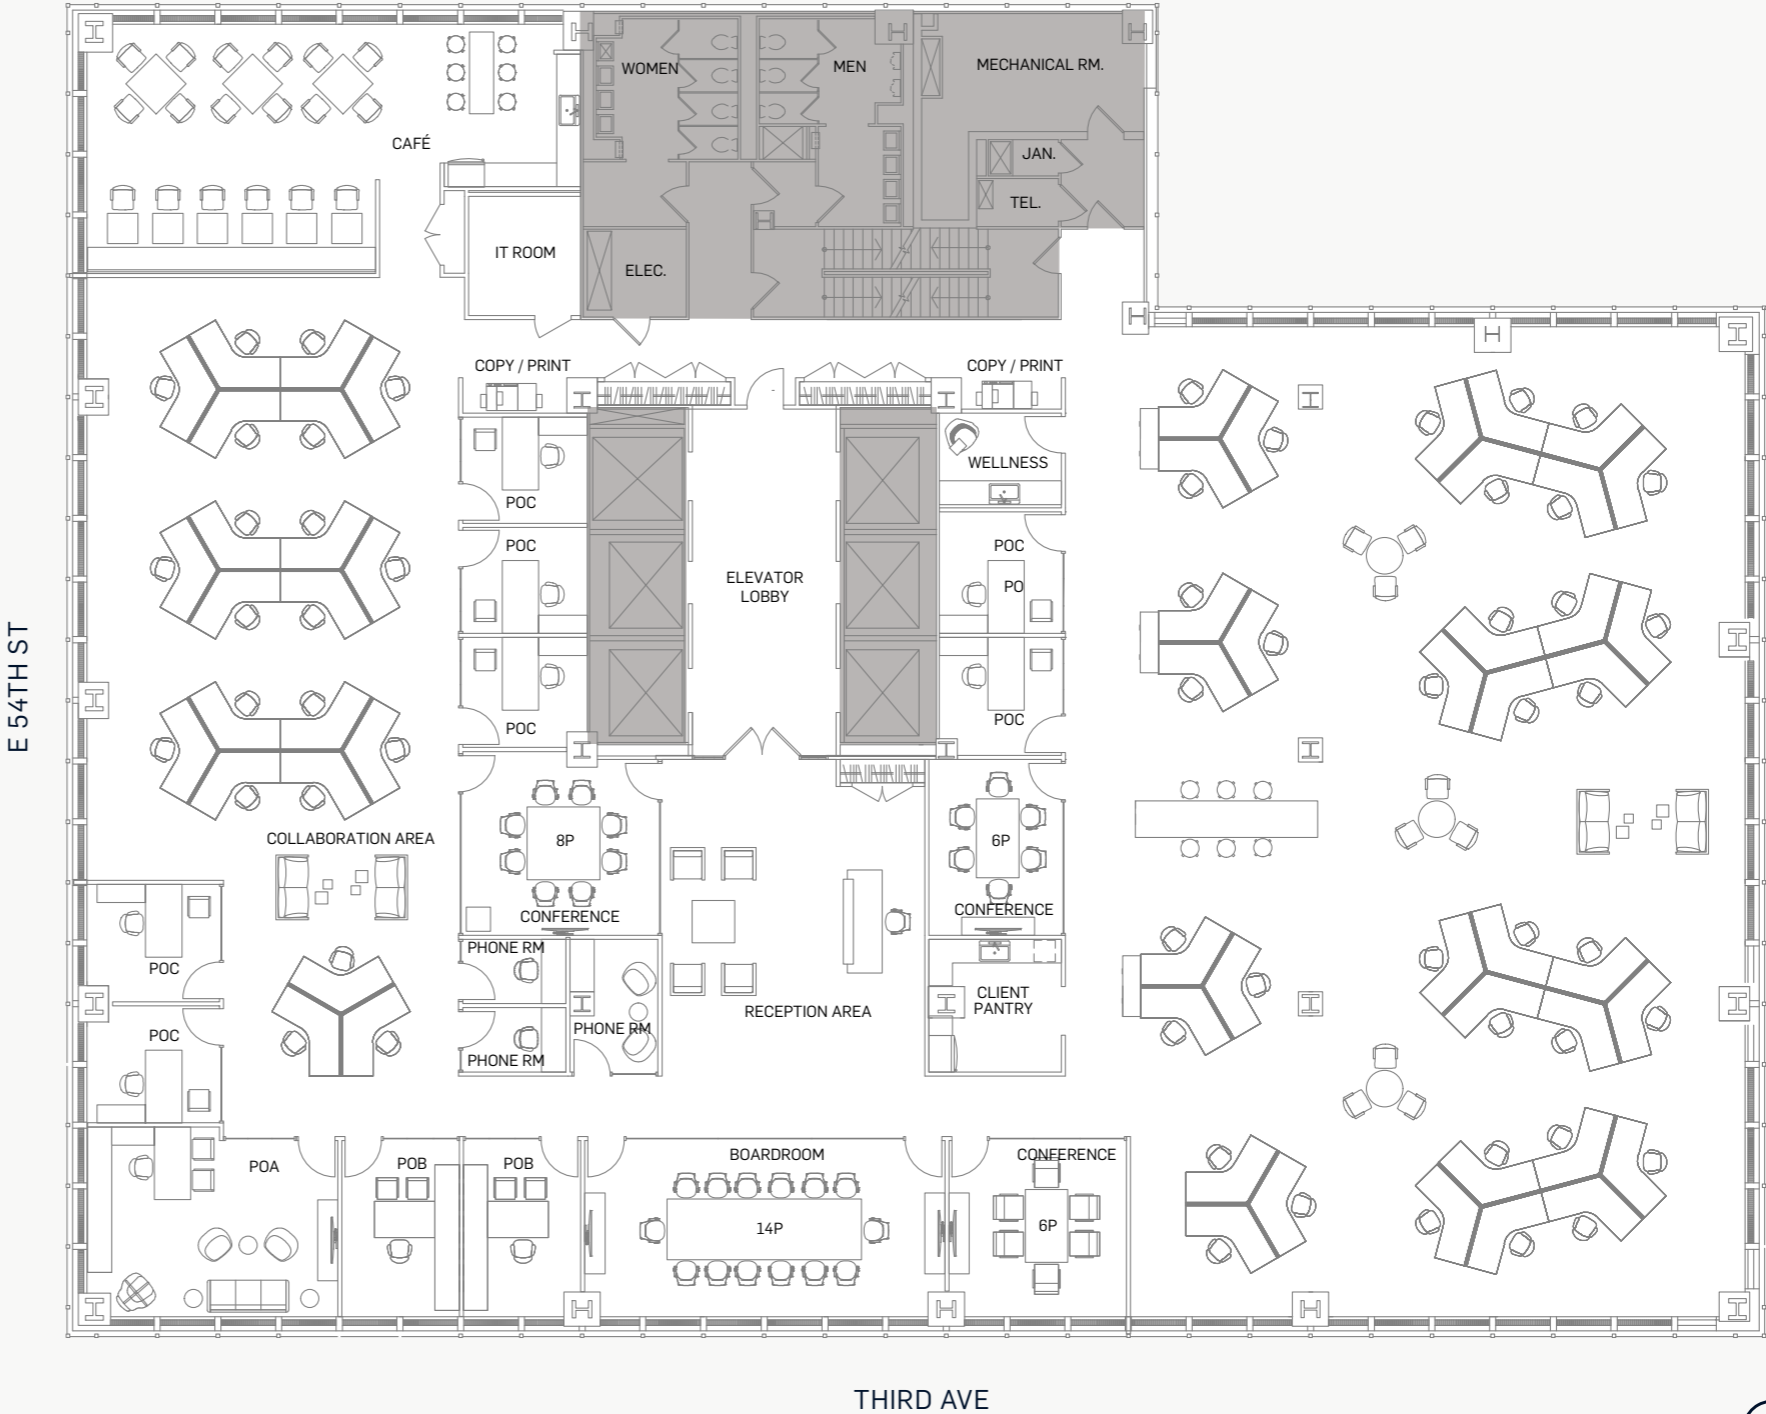 WOMEN
MEN
MECHANICAL RM.
CAFÉ
JAN.
TEL.
IT ROOM
ELEC.
COPY / PRINT
COPY / PRINT
WELLNESS
POC
POC
POC
PO
ELEVATOR
LOBBY
POC
POC
COLLABORATION AREA
8P
6P
CONFERENCE
CONFERENCE
PHONE RM
POC
CLIENT
PANTRY
RECEPTION AREA
PHONE RM
POC
PHONE RM
BOARDROOM
CONFERENCE
POA
POB
POB
14P
6P
E 54TH ST
THIRD AVE